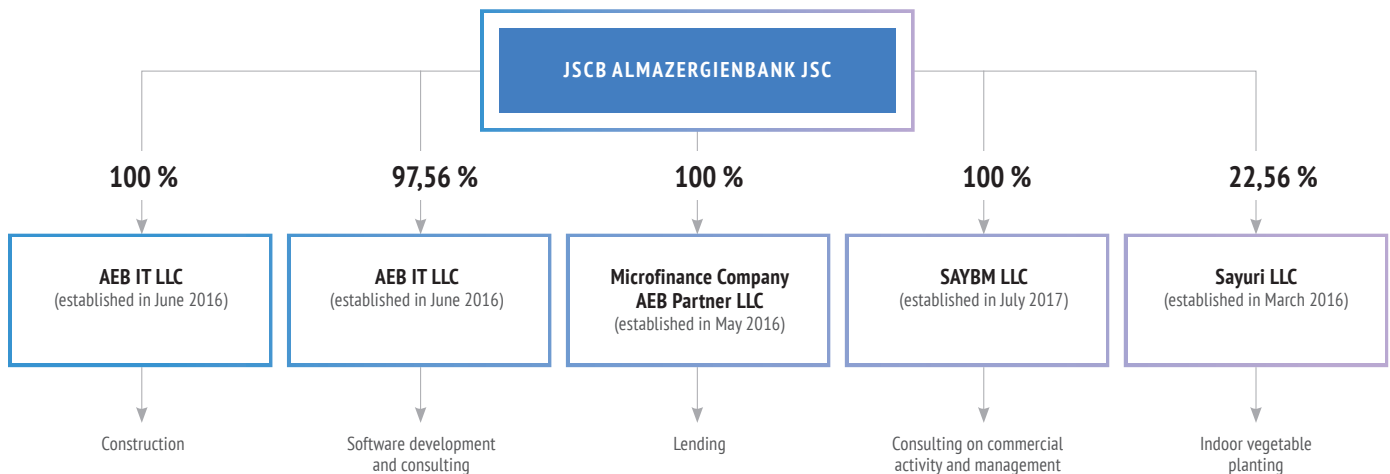 JSCB ALMAZERGIENBANK JSC
100 %
97,56 %
100 %
100 %
22,56 %
AEB IT LLC
(established in June 2016)
AEB IT LLC
(established in June 2016)
Microfinance Company
AEB Partner LLC
(established in May 2016)
SAYBM LLC
(established in July 2017)
Sayuri LLC
(established in March 2016)
Construction
Software development
and consulting
Lending
Consulting on commercial
activity and management
Indoor vegetable
planting